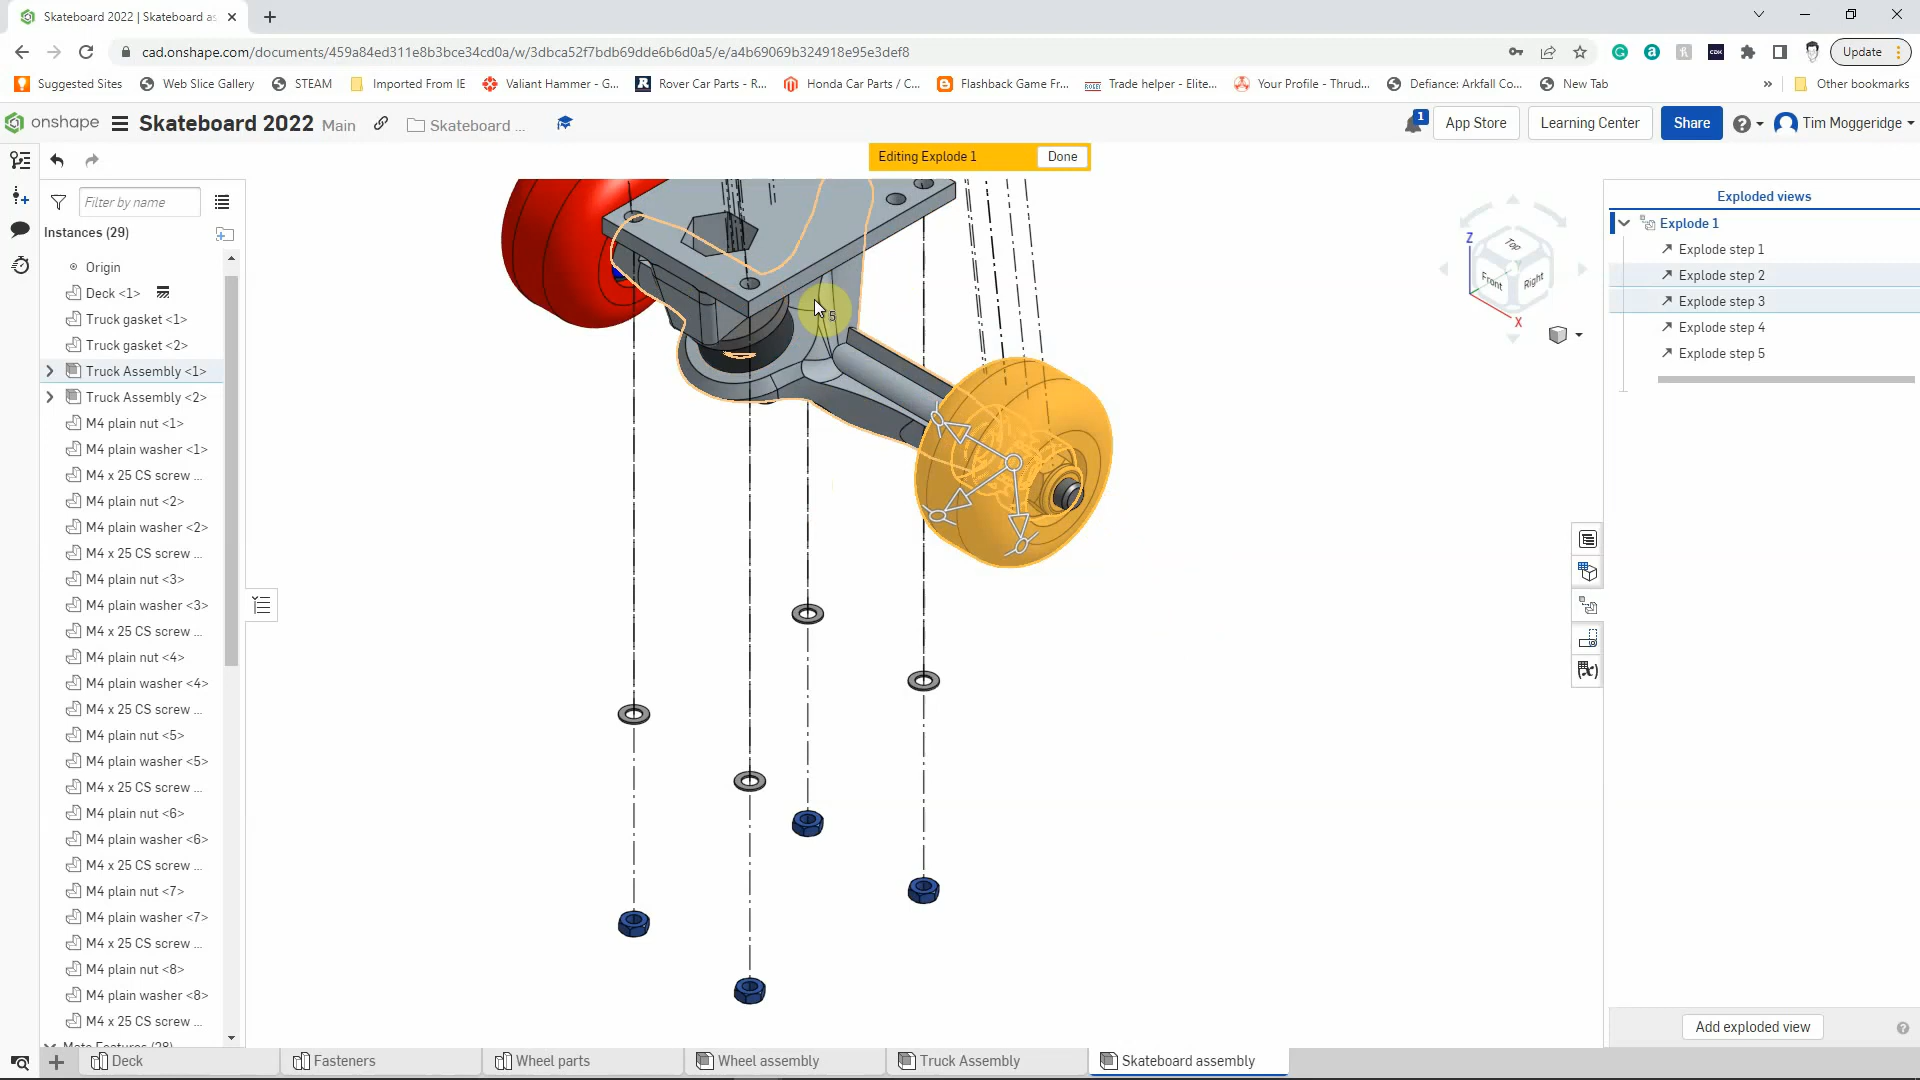 Skateboard 2022 | Skateboard as
cad.onshape.com/documents/459a84ed311e8b3bce34cd0a/w/3dbca52f7bdb69dde6b6d0a5/e/a4b69069b324918e95e3def8
Update
Suggested Sites
Web Slice Gallery
STEAM
Imported From IE
Valiant Hammer - G...
Rover Car Parts - R...
Honda Car Parts / C...
Flashback Game Fr...
Trade helper - Elite...
Your Profile - Thrud...
Defiance: Arkfall Co...
New Tab
»
Other bookmarks
onshape
Skateboard 2022 Main
Skateboard ...
1
App Store
Learning Center
Share
Tim Moggeridge
Editing Explode 1
Done
Filter by name
Instances (29)
Origin
Deck <1>
Truck gasket <1>
Truck gasket <2>
Truck Assembly <1>
Truck Assembly <2>
M4 plain nut <1>
M4 plain washer <1>
M4 x 25 CS screw ...
M4 plain nut <2>
M4 plain washer <2>
M4 x 25 CS screw ...
M4 plain nut <3>
M4 plain washer <3>
M4 x 25 CS screw ...
M4 plain nut <4>
M4 plain washer <4>
M4 x 25 CS screw ...
M4 plain nut <5>
M4 plain washer <5>
M4 x 25 CS screw ...
M4 plain nut <6>
M4 plain washer <6>
M4 x 25 CS screw ...
M4 plain nut <7>
M4 plain washer <7>
M4 x 25 CS screw ...
M4 plain nut <8>
M4 plain washer <8>
M4 x 25 CS screw ...
Mate Features (28)
5
Z
Top
Front
Right
X
Exploded views
Explode 1
Explode step 1
Explode step 2
Explode step 3
Explode step 4
Explode step 5
(x)
Add exploded view
Deck
Fasteners
Wheel parts
Wheel assembly
Truck Assembly
Skateboard assembly